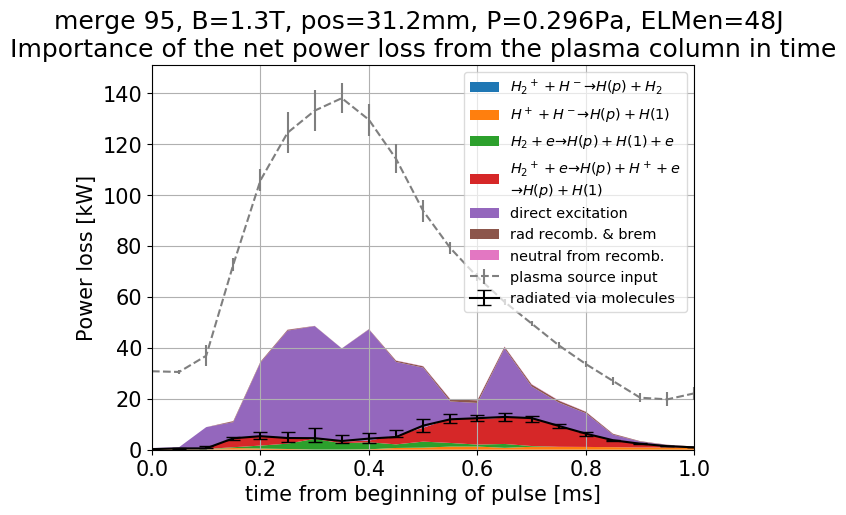 merge 95, B=1.3T, pos=31.2mm, P=0.296Pa, ELMen=48J
Importance of the net power loss from the plasma column in time
H₂⁺ + H⁻→H(p) + H₂
H⁺ + H⁻→H(p) + H(1)
H₂ + e→H(p) + H(1) + e
H₂⁺ + e→H(p) + H⁺ + e
→H(p) + H(1)
direct excitation
rad recomb. & brem
neutral from recomb.
plasma source input
radiated via molecules
Power loss [kW]
140
120
100
80
60
40
20
0
0.0 0.2 0.4 0.6 0.8 1.0
time from beginning of pulse [ms]